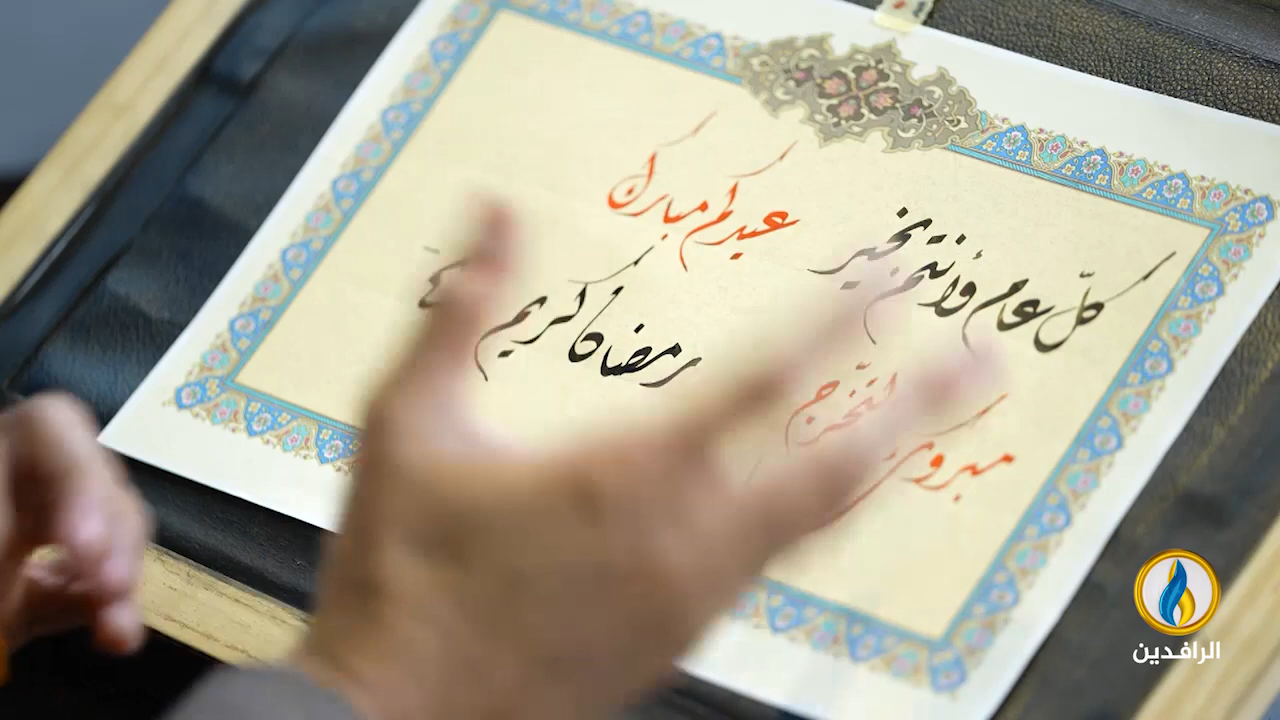 كلّ عام وأنتم بخير
عيدكم مبارك
رمضان كريم
مبروك التخرج
الرافدين